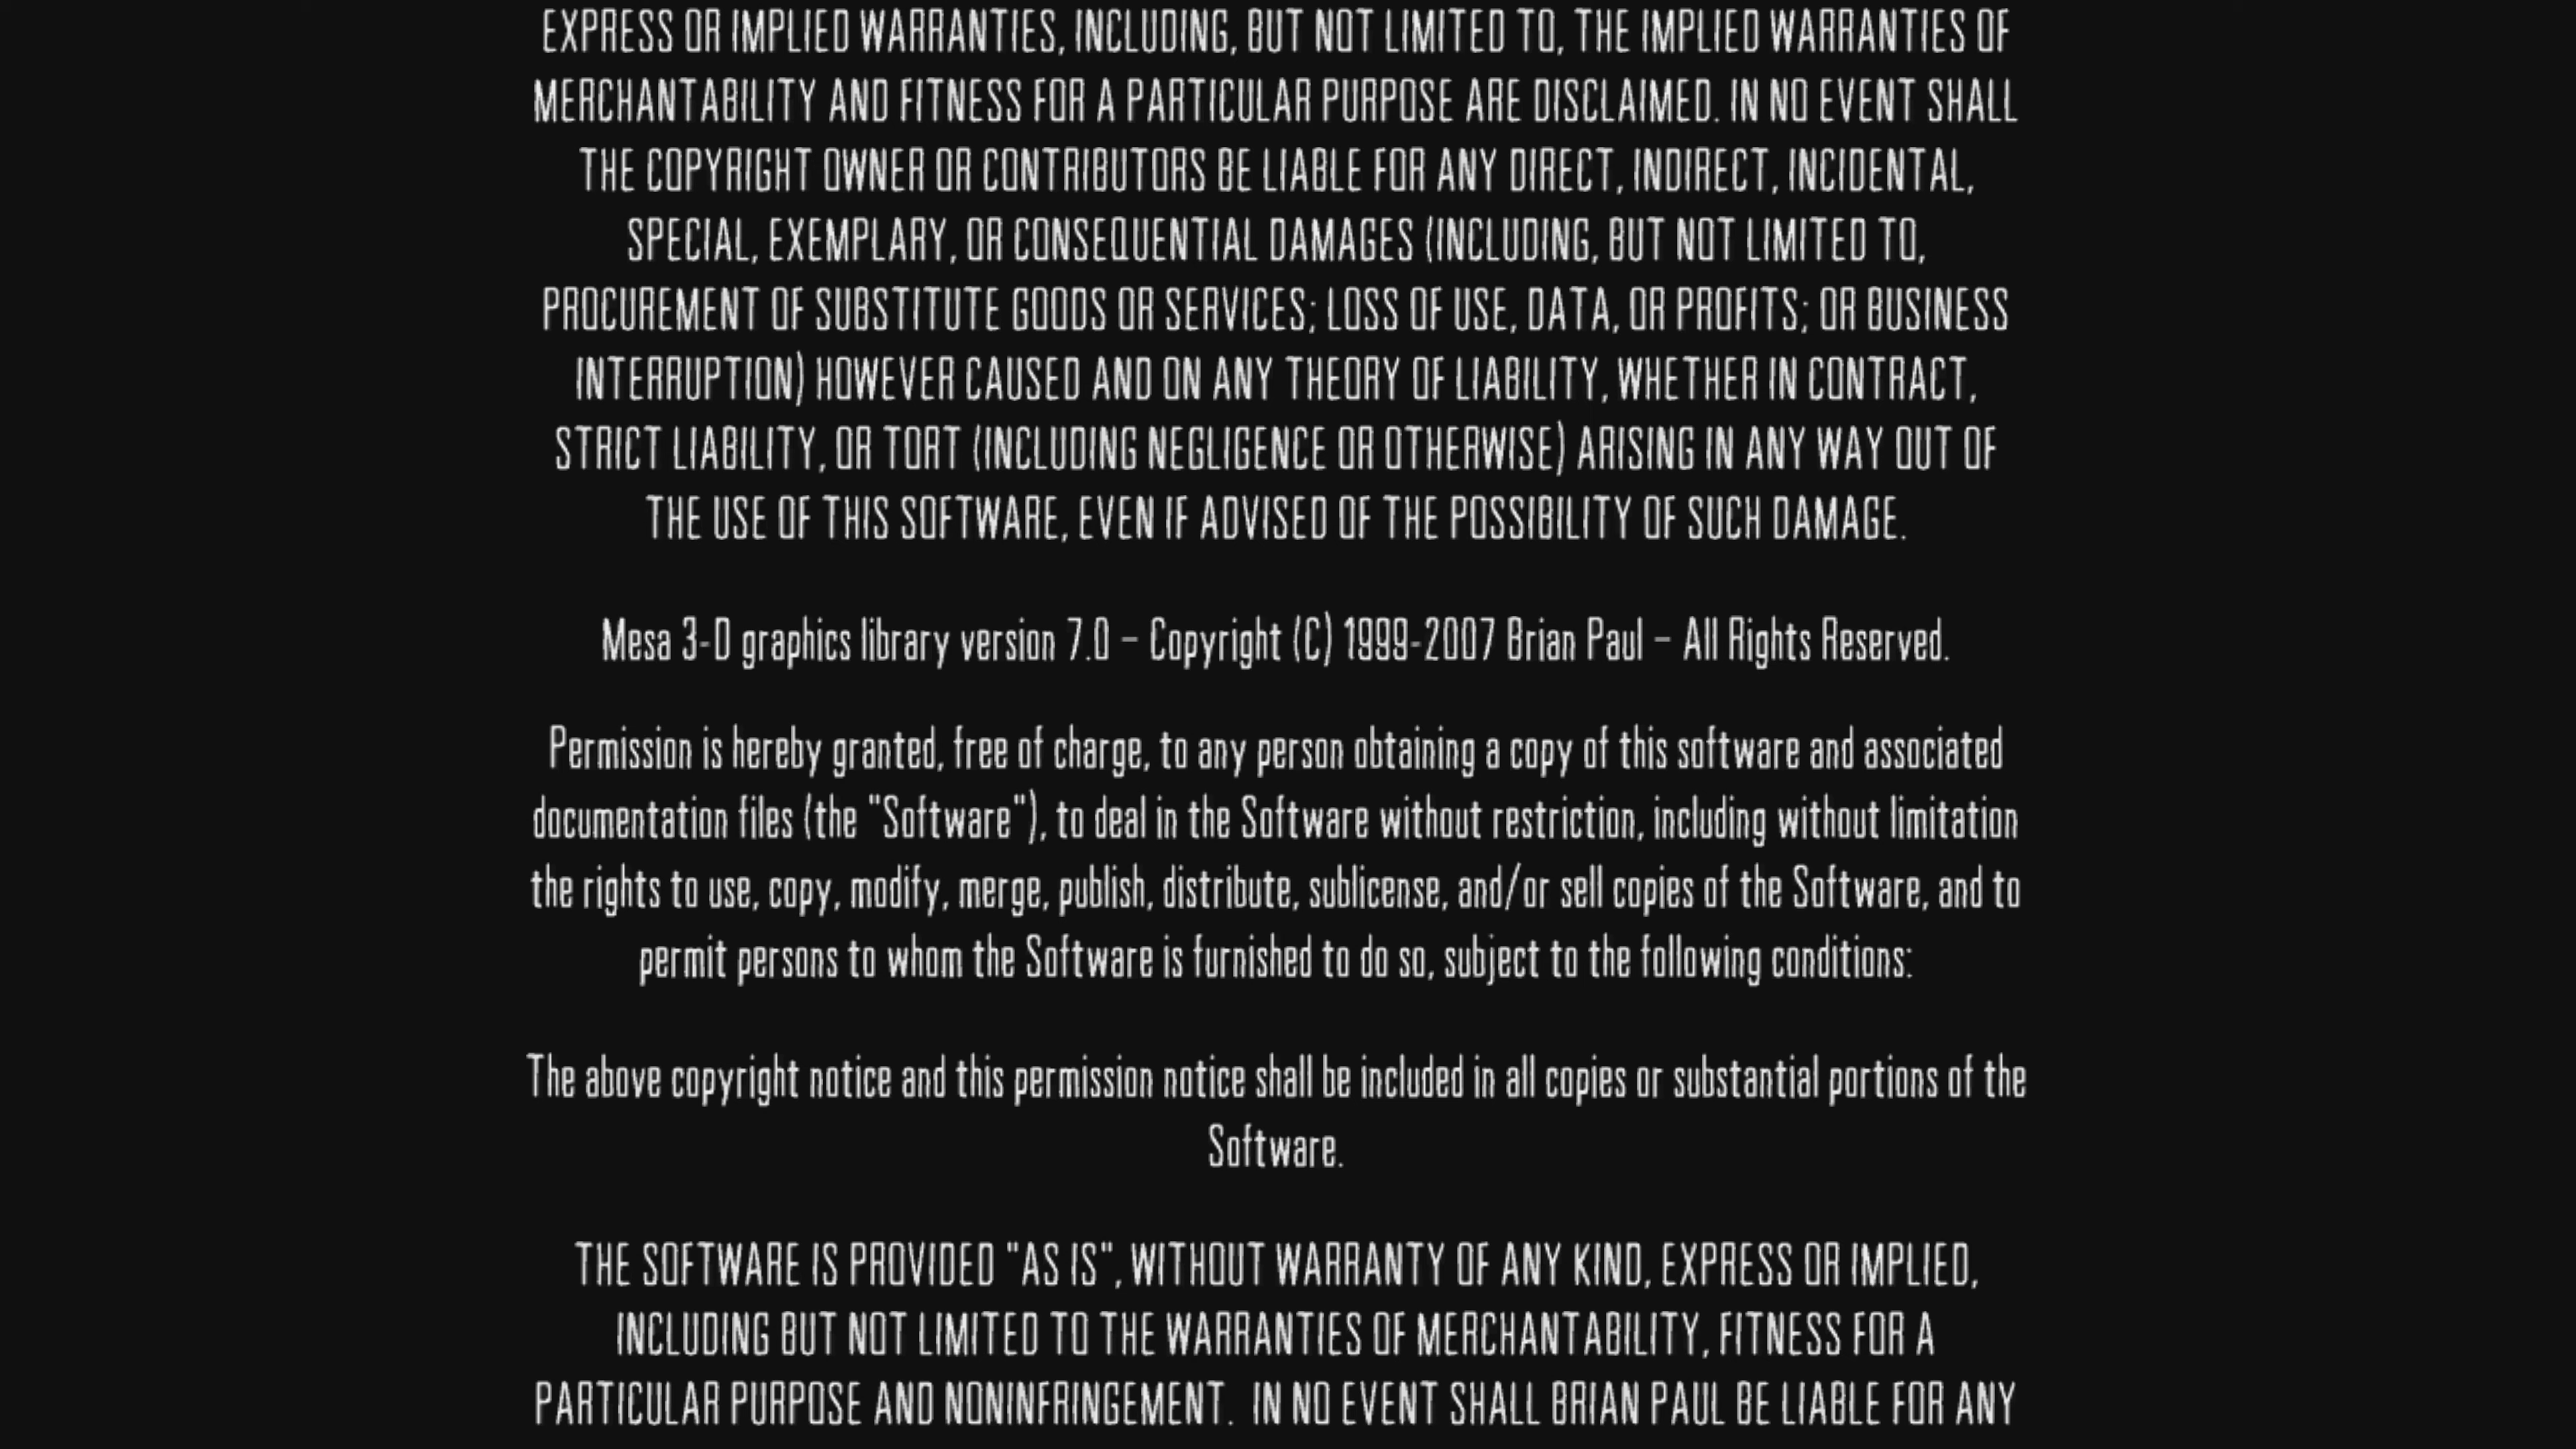 EXPRESS OR IMPLIED WARRANTIES, INCLUDING, BUT NOT LIMITED TO, THE IMPLIED WARRANTIES OF
MERCHANTABILITY AND FITNESS FOR A PARTICULAR PURPOSE ARE DISCLAIMED. IN NO EVENT SHALL
THE COPYRIGHT OWNER OR CONTRIBUTORS BE LIABLE FOR ANY DIRECT, INDIRECT, INCIDENTAL,
SPECIAL, EXEMPLARY, OR CONSEQUENTIAL DAMAGES (INCLUDING, BUT NOT LIMITED TO,
PROCUREMENT OF SUBSTITUTE GOODS OR SERVICES; LOSS OF USE, DATA, OR PROFITS; OR BUSINESS
INTERRUPTION) HOWEVER CAUSED AND ON ANY THEORY OF LIABILITY, WHETHER IN CONTRACT,
STRICT LIABILITY, OR TORT (INCLUDING NEGLIGENCE OR OTHERWISE) ARISING IN ANY WAY OUT OF
THE USE OF THIS SOFTWARE, EVEN IF ADVISED OF THE POSSIBILITY OF SUCH DAMAGE.
Mesa 3-D graphics library version 7.0 – Copyright (C) 1999-2007 Brian Paul – All Rights Reserved.
Permission is hereby granted, free of charge, to any person obtaining a copy of this software and associated
documentation files (the "Software"), to deal in the Software without restriction, including without limitation
the rights to use, copy, modify, merge, publish, distribute, sublicense, and/or sell copies of the Software, and to
permit persons to whom the Software is furnished to do so, subject to the following conditions:
The above copyright notice and this permission notice shall be included in all copies or substantial portions of the
Software.
THE SOFTWARE IS PROVIDED "AS IS", WITHOUT WARRANTY OF ANY KIND, EXPRESS OR IMPLIED,
INCLUDING BUT NOT LIMITED TO THE WARRANTIES OF MERCHANTABILITY, FITNESS FOR A
PARTICULAR PURPOSE AND NONINFRINGEMENT.  IN NO EVENT SHALL BRIAN PAUL BE LIABLE FOR ANY